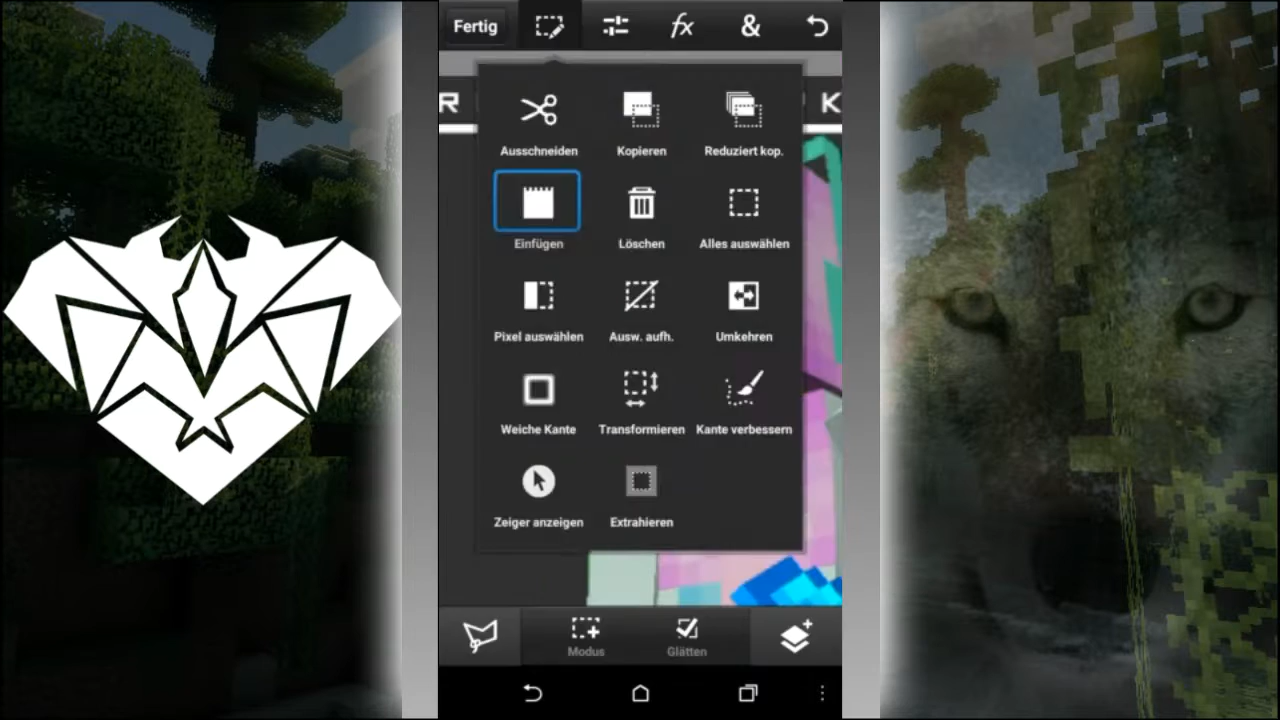 Fertig fx &
R K
Ausschneiden Kopieren Reduziert kop.
Einfügen Löschen Alles auswählen
Pixel auswählen Ausw. aufh. Umkehren
Weiche Kante Transformieren Kante verbessern
Zeiger anzeigen Extrahieren
Modus Glätten